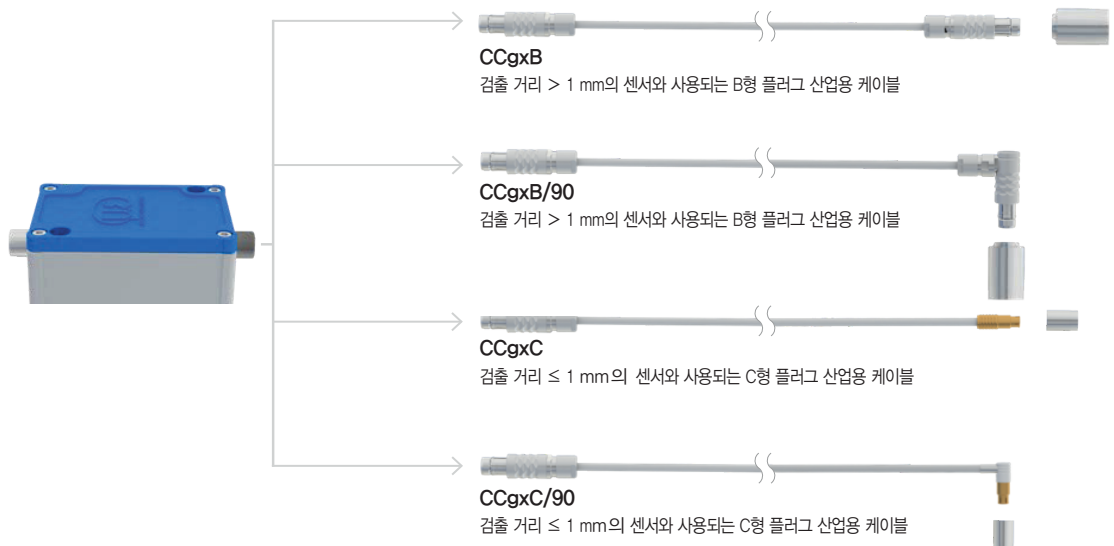 CCgxB
검출 거리 > 1 mm의 센서와 사용되는 B형 플러그 산업용 케이블
CCgxB/90
검출 거리 > 1 mm의 센서와 사용되는 B형 플러그 산업용 케이블
CCgxC
검출 거리 ≤ 1 mm의 센서와 사용되는 C형 플러그 산업용 케이블
CCgxC/90
검출 거리 ≤ 1 mm의 센서와 사용되는 C형 플러그 산업용 케이블